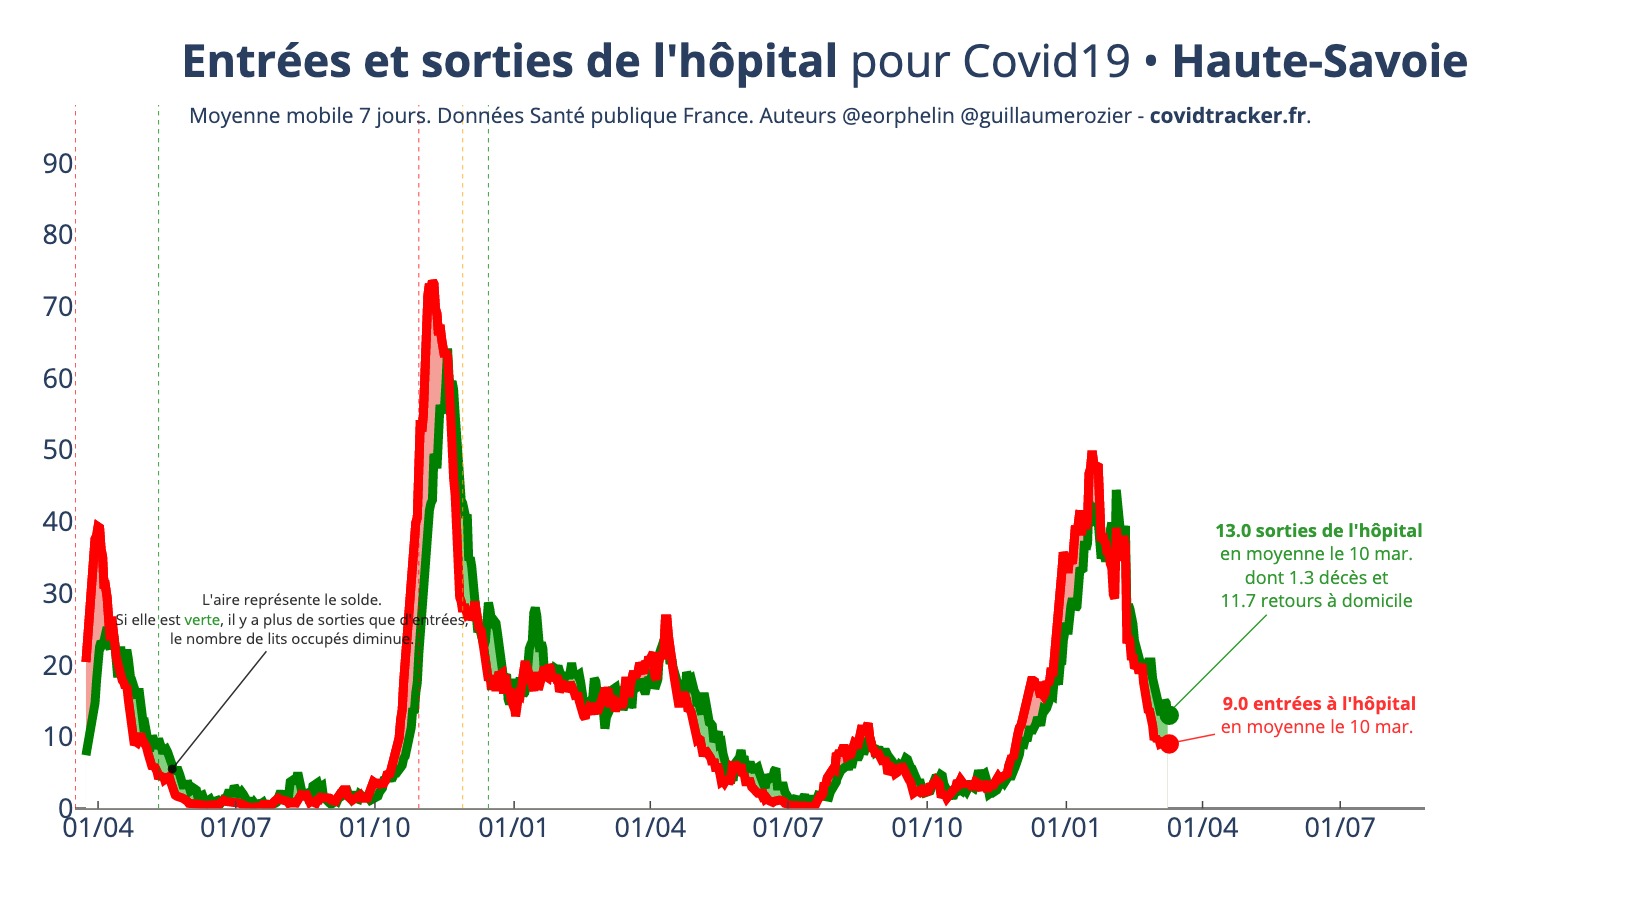 Entrées et sorties de l'hôpital pour Covid19 • Haute-Savoie
Moyenne mobile 7 jours. Données Santé publique France. Auteurs @eorphelin @guillaumerozier - covidtracker.fr.
90
80
70
60
50
40
30
20
10
0
L'aire représente le solde.
Si elle est verte, il y a plus de sorties que d'entrées,
le nombre de lits occupés diminue.
13.0 sorties de l'hôpital
en moyenne le 10 mar.
dont 1.3 décès et
11.7 retours à domicile
9.0 entrées à l'hôpital
en moyenne le 10 mar.
01/04 01/07 01/10 01/01 01/04 01/07 01/10 01/01 01/04 01/07